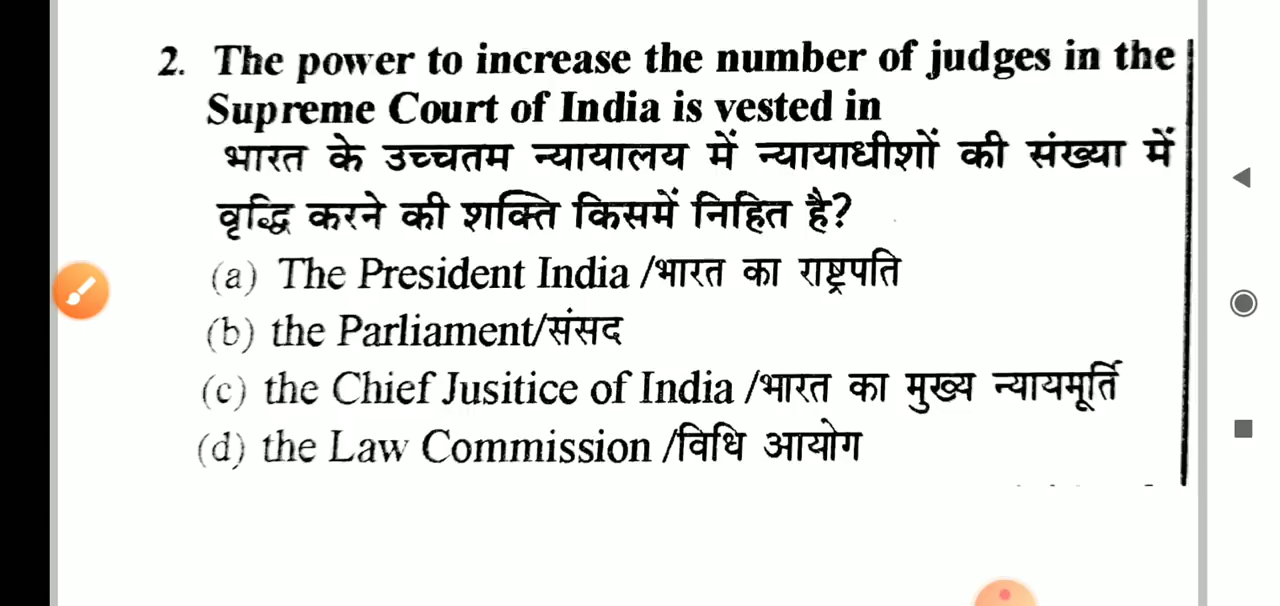 2. The power to increase the number of judges in the
Supreme Court of India is vested in
भारत के उच्चतम न्यायालय में न्यायाधीशों की संख्या में
वृद्धि करने की शक्ति किसमें निहित है?
(a) The President India /भारत का राष्ट्रपति
(b) the Parliament/संसद
(c) the Chief Jusitice of India /भारत का मुख्य न्यायमूर्ति
(d) the Law Commission /विधि आयोग